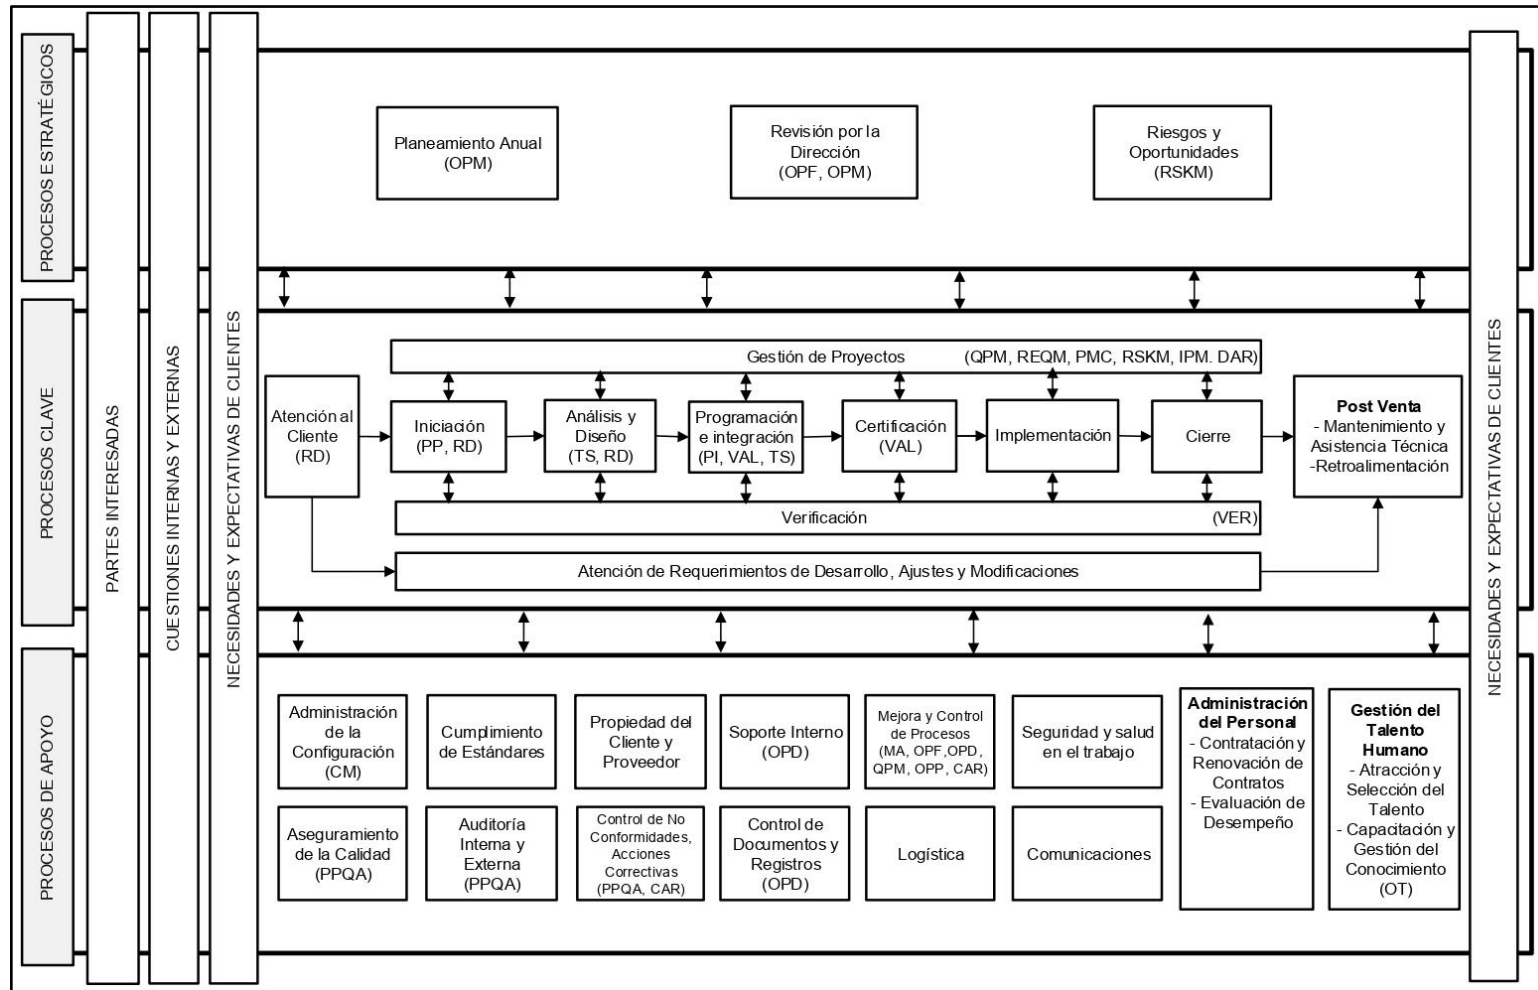 PROCESOS ESTRATÉGICOS
PROCESOS CLAVE
PROCESOS DE APOYO
PARTES INTERESADAS
CUESTIONES INTERNAS Y EXTERNAS
NECESIDADES Y EXPECTATIVAS DE CLIENTES
Planeamiento Anual
(OPM)
Revisión por la
Dirección
(OPF, OPM)
Riesgos y
Oportunidades
(RSKM)
Gestión de Proyectos (QPM, REQM, PMC, RSKM, IPM. DAR)
Atención al
Cliente
(RD)
Iniciación
(PP, RD)
Análisis y
Diseño
(TS, RD)
Programación
e integración
(PI, VAL, TS)
Certificación
(VAL)
Implementación
Cierre
Post Venta
- Mantenimiento y
Asistencia Técnica
-Retroalimentación
Verificación (VER)
Atención de Requerimientos de Desarrollo, Ajustes y Modificaciones
Administración
de la
Configuración
(CM)
Cumplimiento
de Estándares
Propiedad del
Cliente y
Proveedor
Soporte Interno
(OPD)
Mejora y Control
de Procesos
(MA, OPF,OPD,
QPM, OPP, CAR)
Seguridad y salud
en el trabajo
Administración
del Personal
- Contratación y
Renovación de
Contratos
- Evaluación de
Desempeño
Gestión del
Talento
Humano
- Atracción y
Selección del
Talento
- Capacitación y
Gestión del
Conocimiento
(OT)
Aseguramiento
de la Calidad
(PPQA)
Auditoría
Interna y
Externa
(PPQA)
Control de No
Conformidades,
Acciones
Correctivas
(PPQA, CAR)
Control de
Documentos y
Registros
(OPD)
Logística
Comunicaciones
NECESIDADES Y EXPECTATIVAS DE CLIENTES